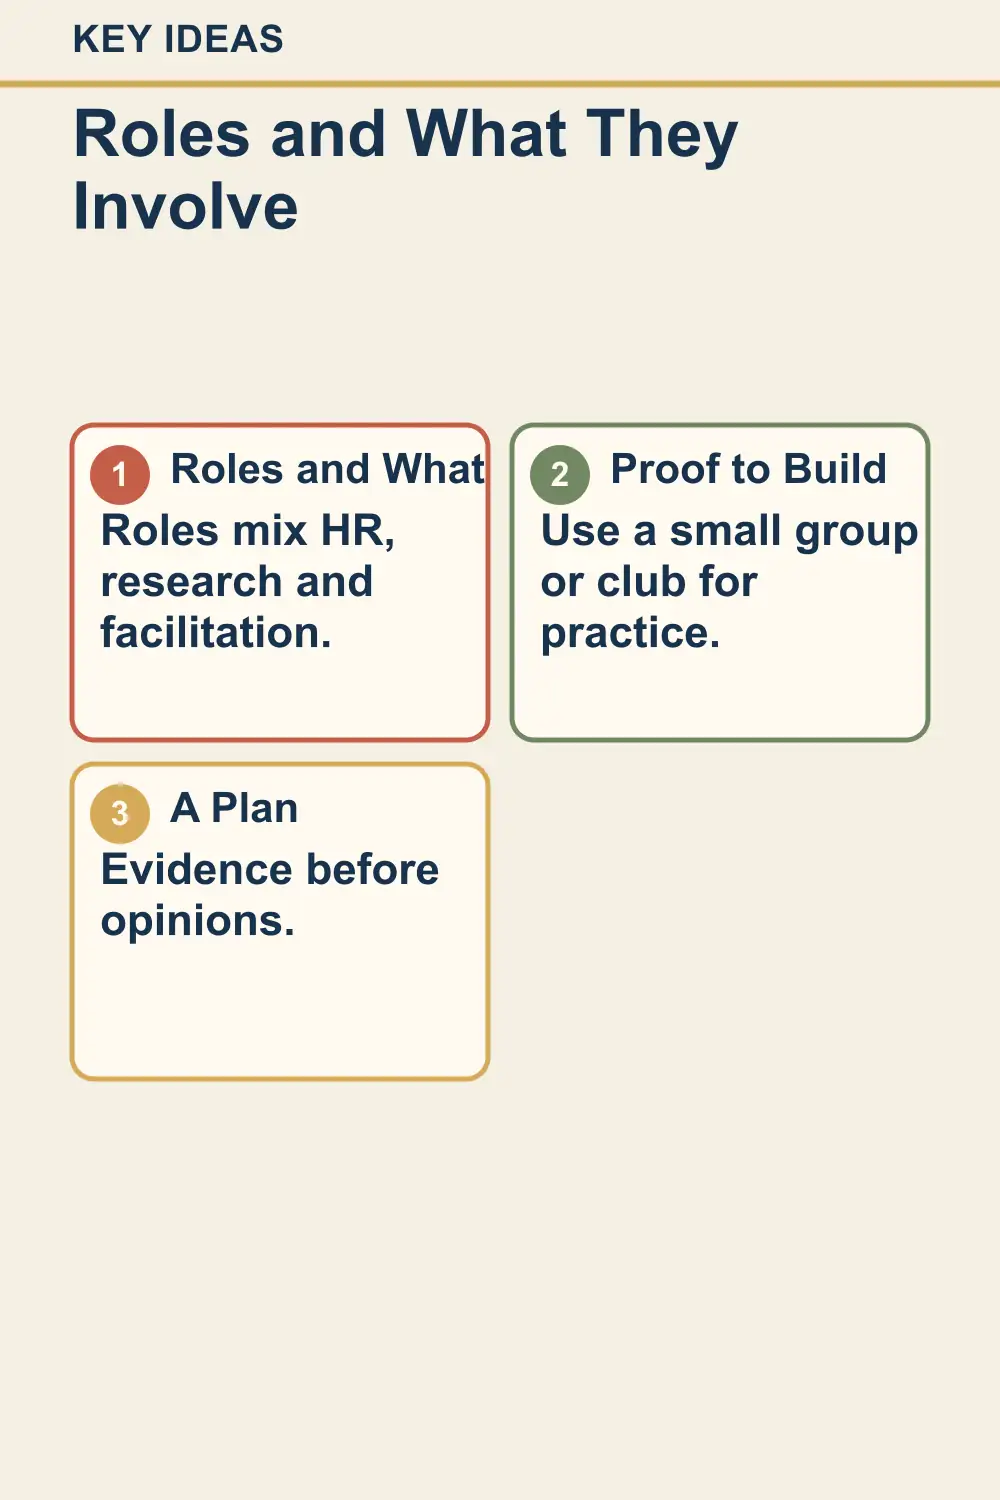 KEY IDEAS
Roles and What They
Involve
1
Roles and What
Roles mix HR,
research and
facilitation.
2
Proof to Build
Use a small group
or club for
practice.
3
A Plan
Evidence before
opinions.